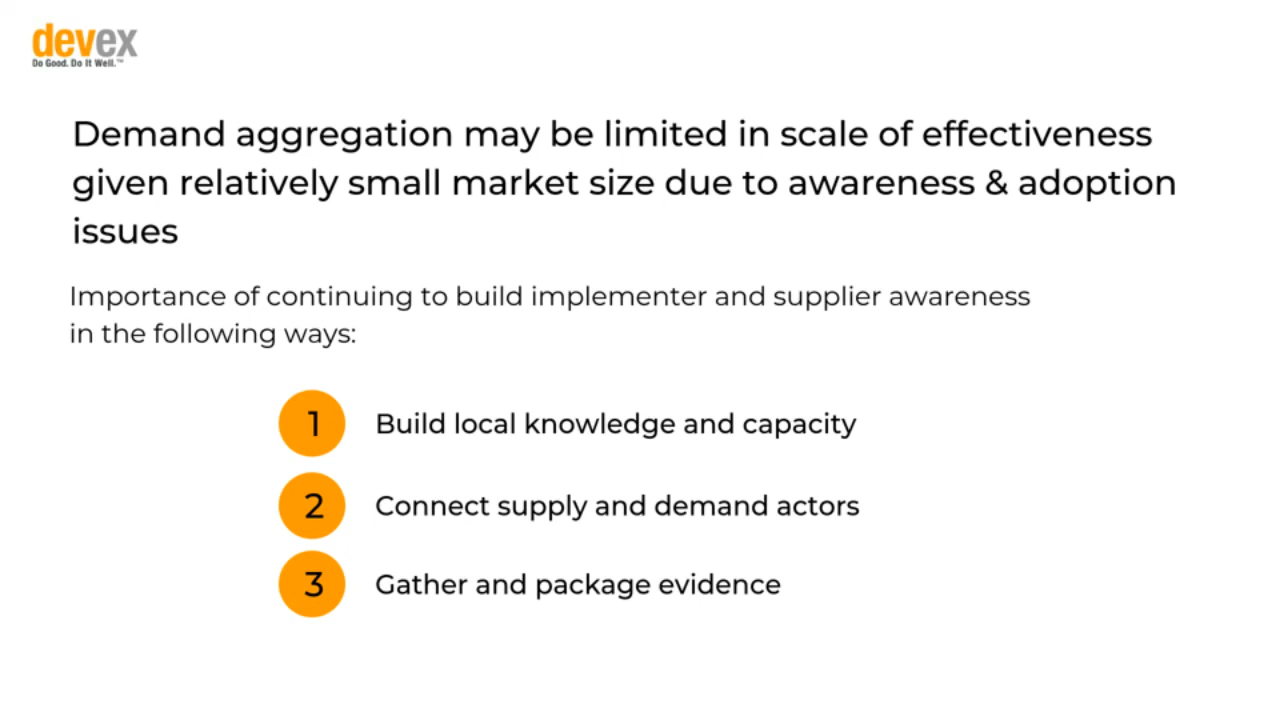 devex
Do Good. Do It Well.™
Demand aggregation may be limited in scale of effectiveness
given relatively small market size due to awareness & adoption
issues
Importance of continuing to build implementer and supplier awareness
in the following ways:
1 Build local knowledge and capacity
2 Connect supply and demand actors
3 Gather and package evidence